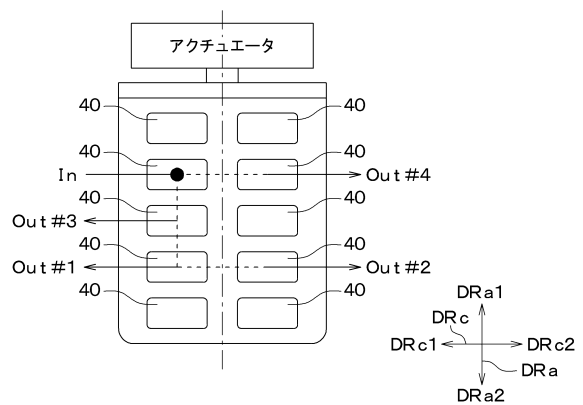 アクチュエータ
40 40
40 40
In Out#4
40 40
Out#3
40 40
Out#1 Out#2
40 40
DRa1
DRc
DRc1 DRc2
DRa
DRa2